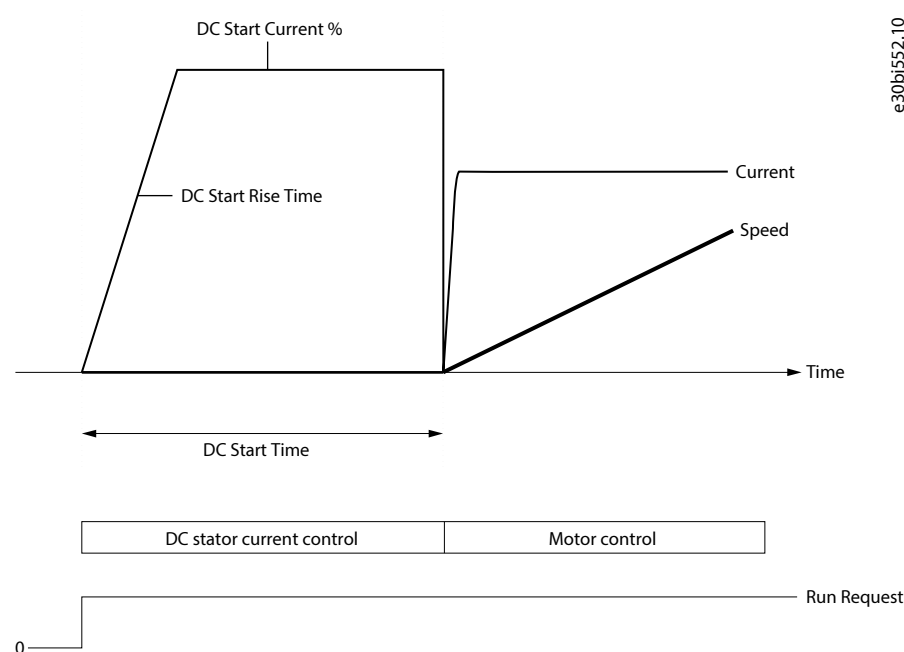 DC Start Current %
e30bi552.10
Current
DC Start Rise Time
Speed
Time
DC Start Time
DC stator current control
Motor control
Run Request
0